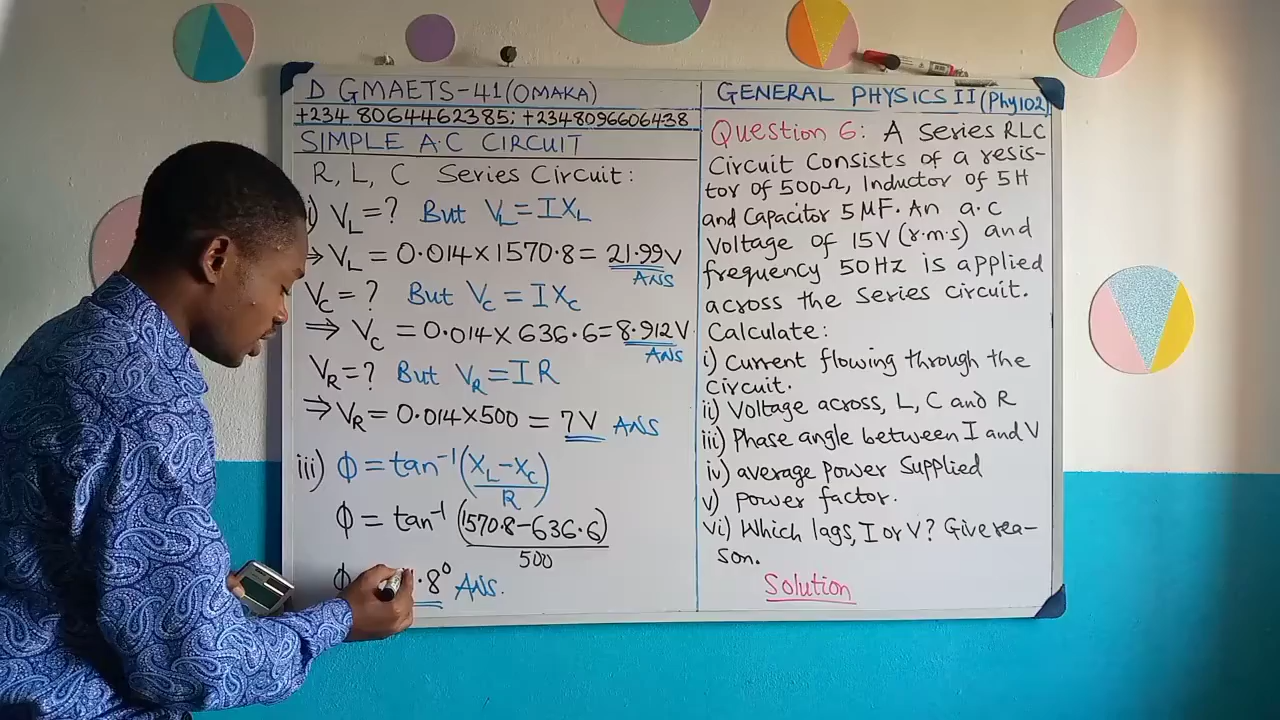 D GMAETS-41(OMAKA)
+234 8064462385; +2348096606438
SIMPLE A.C CIRCUIT
R, L, C Series Circuit:
i) V_L = ? But V_L = I X_L
⇒ V_L = 0.014 × 1570.8 = 21.99V
ANS
V_C = ? But V_C = I X_C
⇒ V_C = 0.014 × 636.6 = 8.912V
ANS
V_R = ? But V_R = I R
⇒ V_R = 0.014 × 500 = 7V ANS
iii) ϕ = tan⁻¹(X_L − X_C / R)
ϕ = tan⁻¹(1570.8 − 636.6)
500
ϕ .8° Ans.
GENERAL PHYSICS II (Phy102)
Question 6: A Series RLC
Circuit Consists of a resis-
tor of 500Ω, Inductor of 5H
and Capacitor 5MF. An a.c
Voltage of 15V (r.m.s) and
frequency 50Hz is applied
across the Series circuit.
Calculate:
i) Current flowing through the
circuit.
ii) Voltage across, L, C and R
iii) Phase angle between I and V
iv) average power Supplied
v) power factor.
vi) Which lags, I or V? Give rea-
son.
Solution